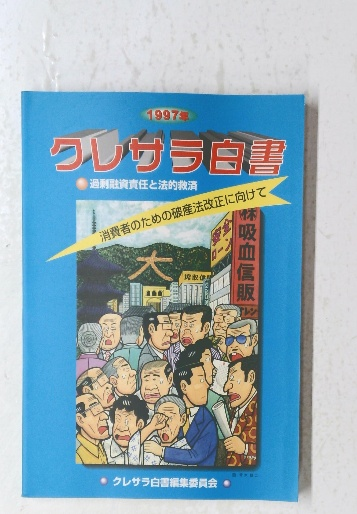 1997年
クレサラ白書
過剰融資責任と法的救済
消費者のための破産法改正に向けて
株吸血信販
安全ローン
大
クレサラ白書編集委員会